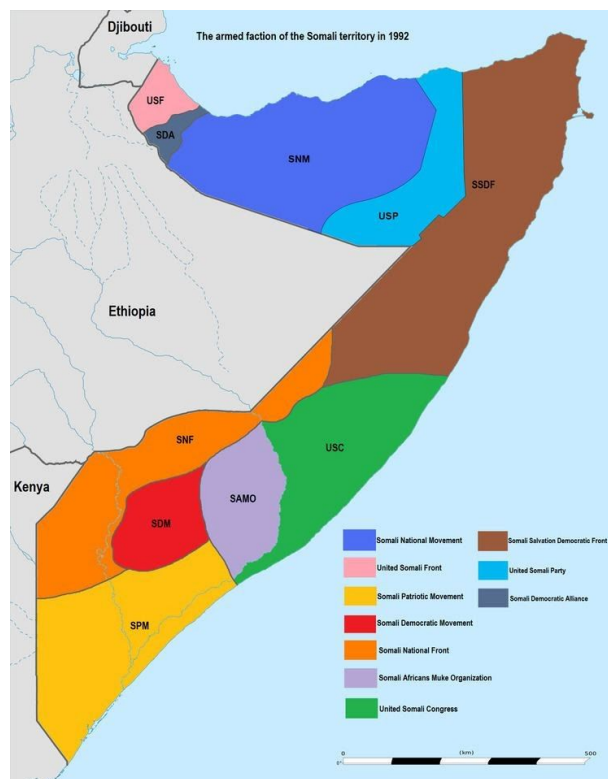 Djibouti
The armed faction of the Somali territory in 1992
USF
SDA
SNM
SSDF
USP
Ethiopia
SNF
USC
Kenya
SAMO
SDM
SPM
Somali National Movement
United Somali Front
Somali Patriotic Movement
Somali Democratic Movement
Somali National Front
Somali Africans Muke Organization
United Somali Congress
Somali Salvation Democratic Front
United Somali Party
Somali Democratic Alliance
0 (km) 500